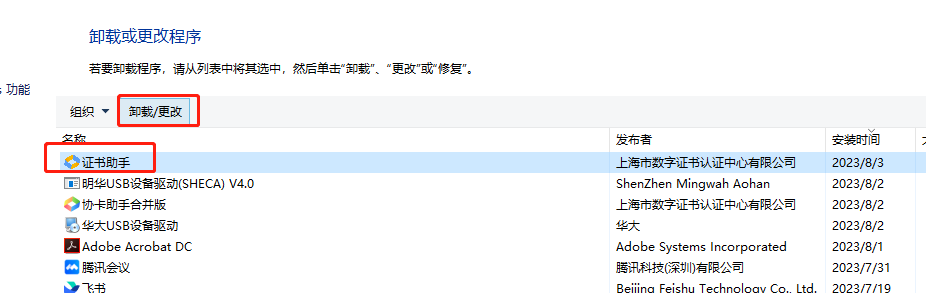 卸载或更改程序
若要卸载程序，请从列表中将其选中，然后单击“卸载”、“更改”或“修复”。
功能
组织 卸载/更改
名称 发布者 安装时间
证书助手 上海市数字证书认证中心有限公司 2023/8/3
明华USB设备驱动(SHECA) V4.0 ShenZhen Mingwah Aohan 2023/8/2
协卡助手合并版 上海市数字证书认证中心有限公司 2023/8/2
华大USB设备驱动 华大 2023/8/2
Adobe Acrobat DC Adobe Systems Incorporated 2023/8/1
腾讯会议 腾讯科技(深圳)有限公司 2023/7/31
飞书 Beijing Feishu Technology Co., Ltd. 2023/7/19